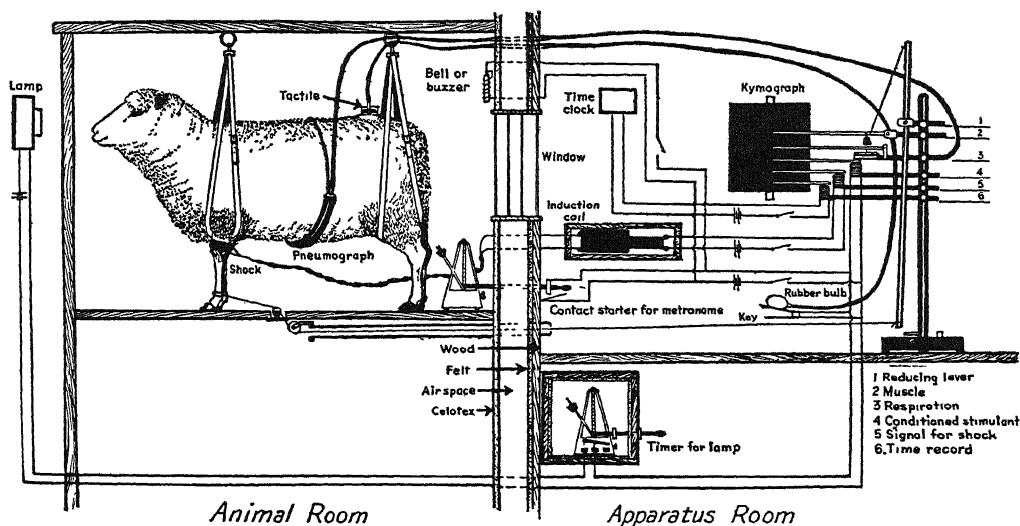 Lamp
Tactile
Pneumograph
Shock
Bell or
buzzer
Time
clock
Window
Induction
coil
Kymograph
1
2
3
4
5
6
Contact starter for metronome
Rubber bulb
Key
Wood
Felt
Air space
Celotex
Timer for lamp
1 Reducing lever
2 Muscle
3 Respiration
4 Conditioned stimulant
5 Signal for shock
6. Time record
Animal Room
Apparatus Room